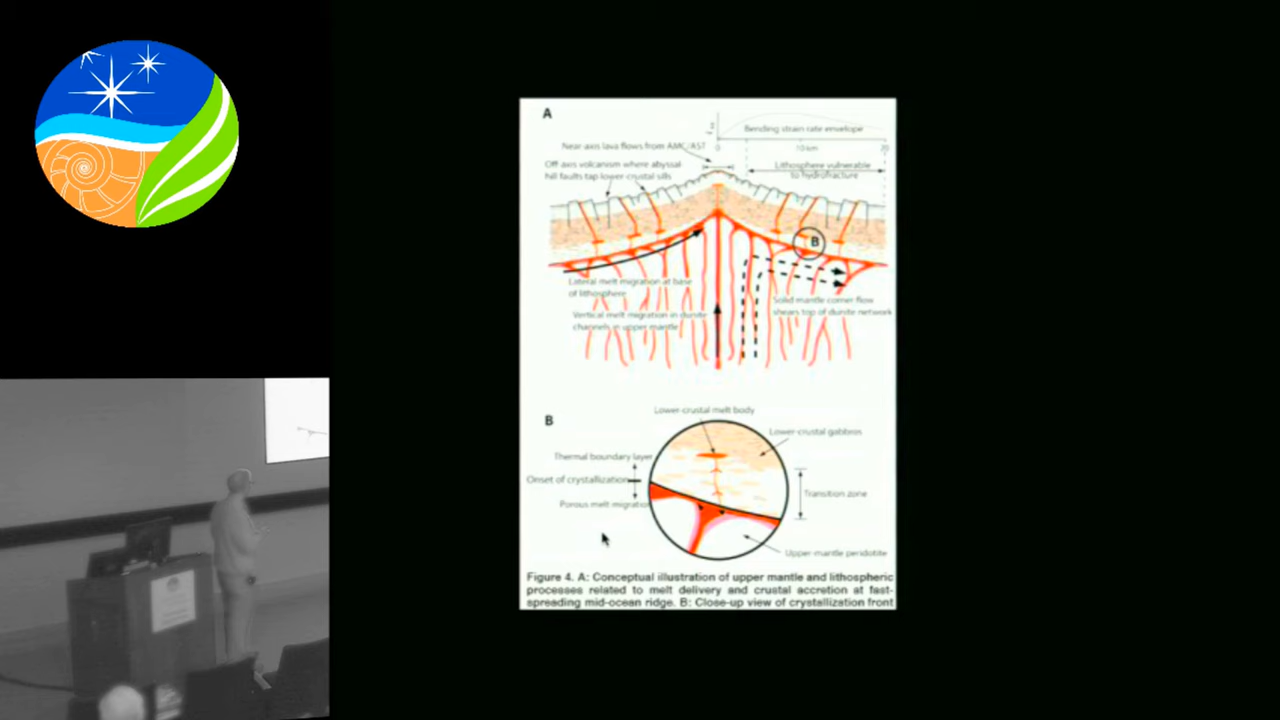 A
Bending strain rate envelope
0
10 km
20
Near-axis lava flows from AMC/AST
Off-axis volcanism where abyssal
hill faults tap lower-crustal sills
Lithosphere vulnerable
to hydrofracture
B
Lateral melt migration at base
of lithosphere
Solid mantle corner flow
shears top of dunite network
Vertical melt migration in dunite
channels in upper mantle
B
Lower-crustal melt body
Lower-crustal gabbros
Thermal boundary layer
Onset of crystallization
Transition zone
Porous melt migration
Upper-mantle peridotite
Figure 4. A: Conceptual illustration of upper mantle and lithospheric
processes related to melt delivery and crustal accretion at fast-
spreading mid-ocean ridge. B: Close-up view of crystallization front